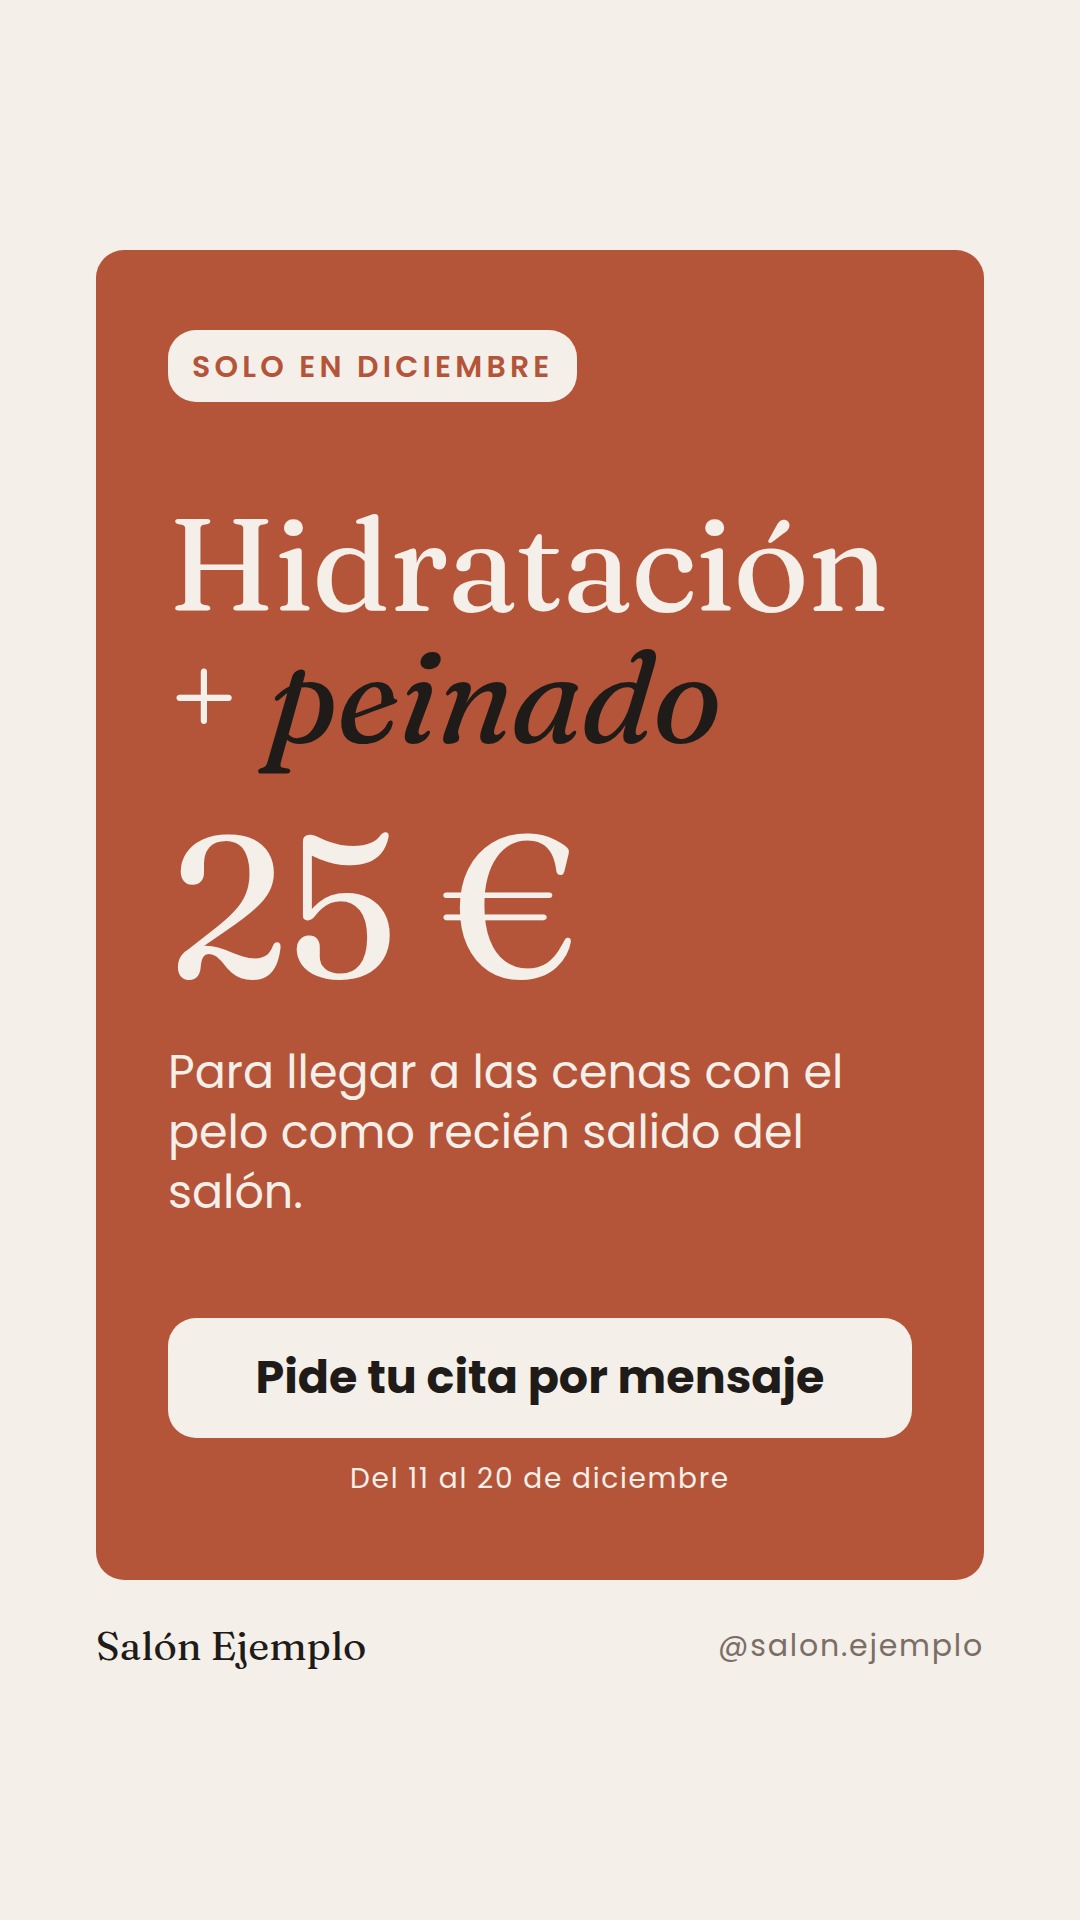 SOLO EN DICIEMBRE
Hidratación
+ peinado
25 €
Para llegar a las cenas con el
pelo como recién salido del
salón.
Pide tu cita por mensaje
Del 11 al 20 de diciembre
Salón Ejemplo
@salon.ejemplo